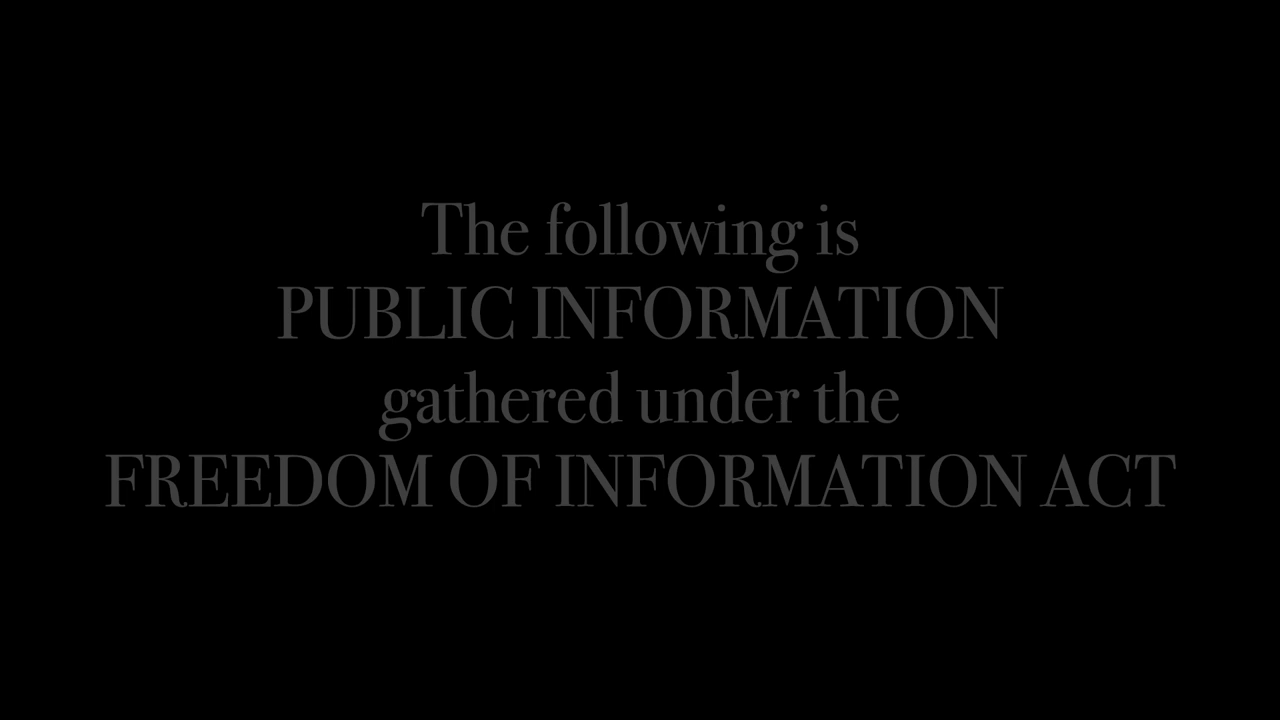 The following is
PUBLIC INFORMATION
gathered under the
FREEDOM OF INFORMATION ACT